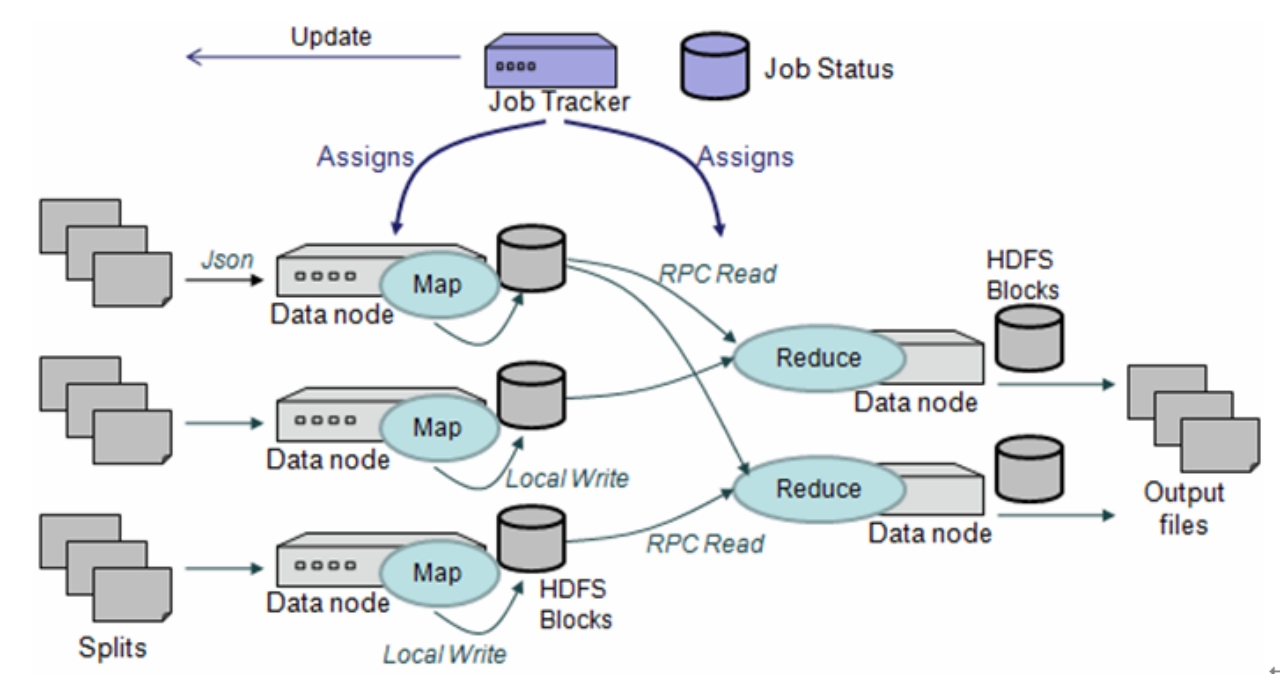 Update
Job Tracker
Job Status
Assigns
Assigns
Json
Map
Data node
RPC Read
HDFS
Blocks
Reduce
Data node
Map
Data node
Local Write
Reduce
Data node
Output
files
RPC Read
Map
Data node
HDFS
Blocks
Splits
Local Write